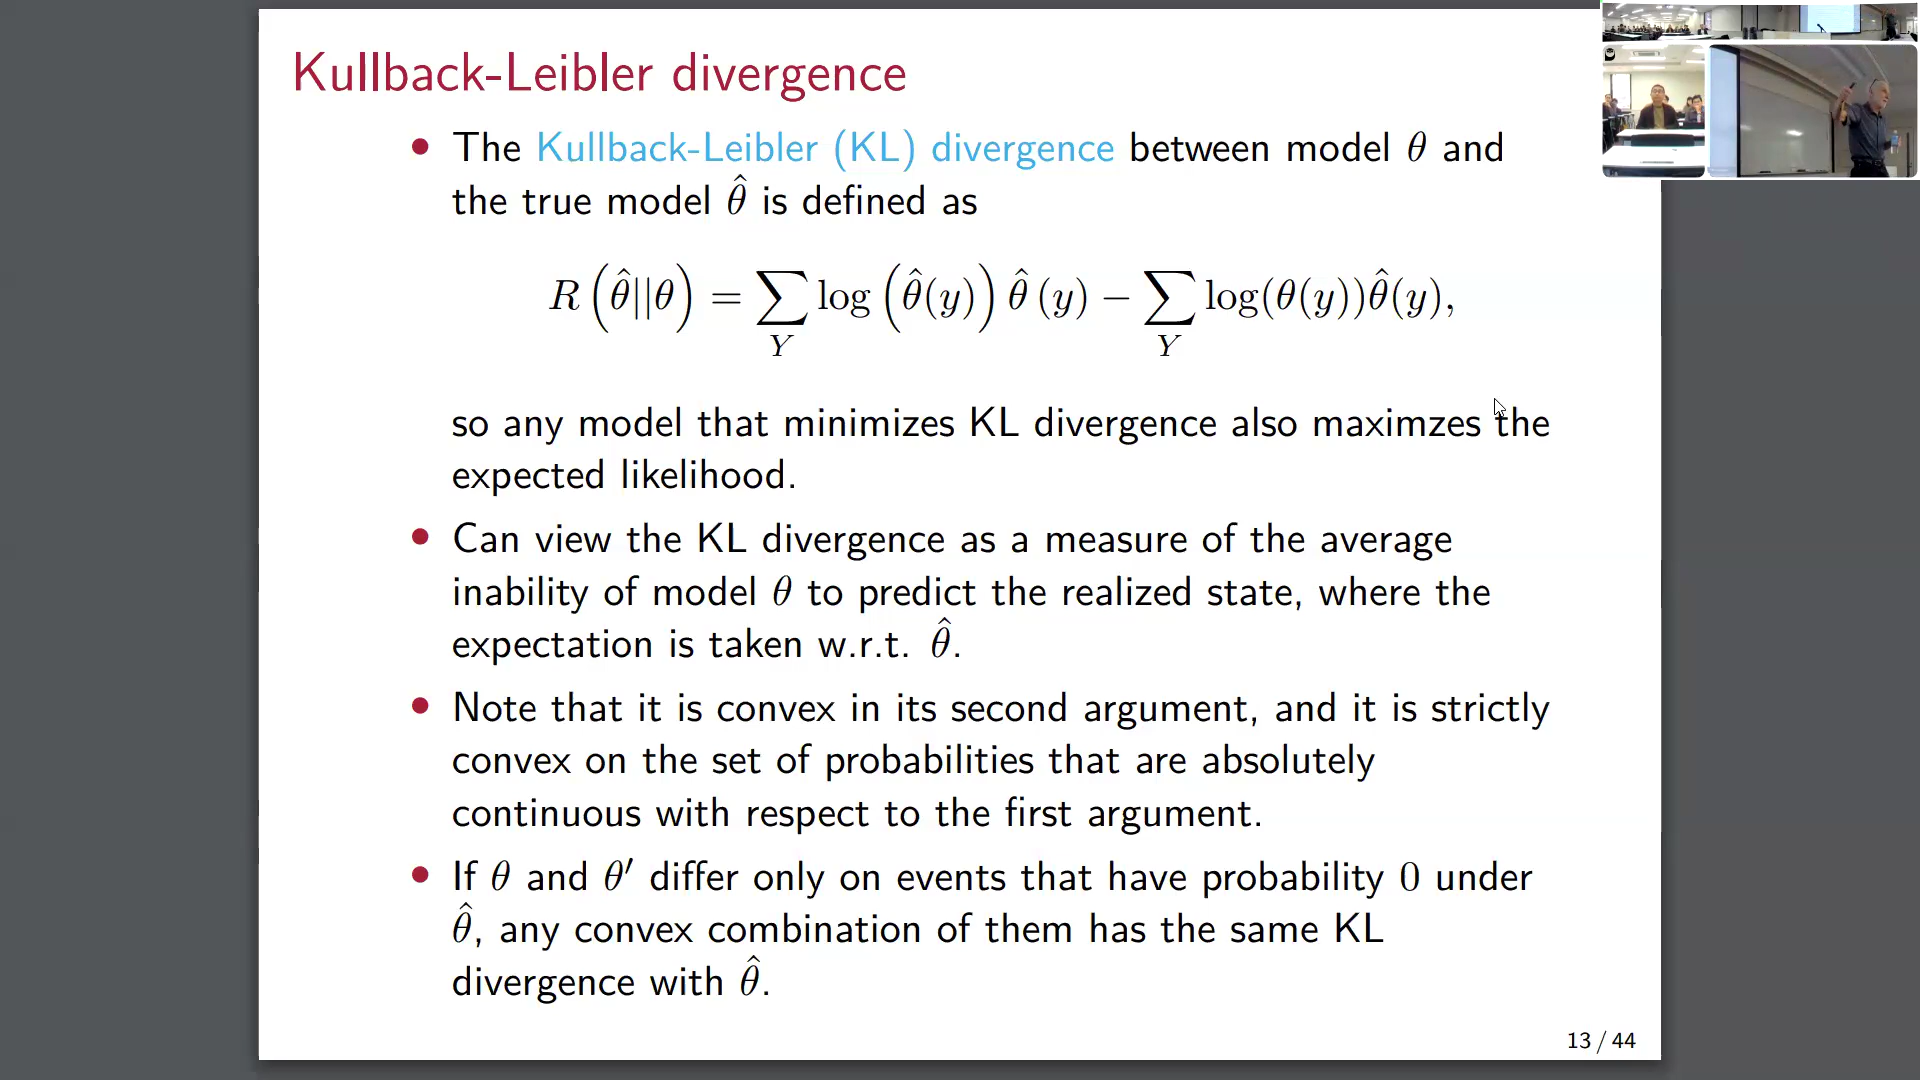 Kullback-Leibler divergence
• The Kullback-Leibler (KL) divergence between model θ and
the true model θ̂ is defined as
R(θ̂||θ) = ∑_Y log(θ̂(y)) θ̂(y) − ∑_Y log(θ(y))θ̂(y),
so any model that minimizes KL divergence also maximzes the
expected likelihood.
• Can view the KL divergence as a measure of the average
inability of model θ to predict the realized state, where the
expectation is taken w.r.t. θ̂.
• Note that it is convex in its second argument, and it is strictly
convex on the set of probabilities that are absolutely
continuous with respect to the first argument.
• If θ and θ′ differ only on events that have probability 0 under
θ̂, any convex combination of them has the same KL
divergence with θ̂.
13 / 44